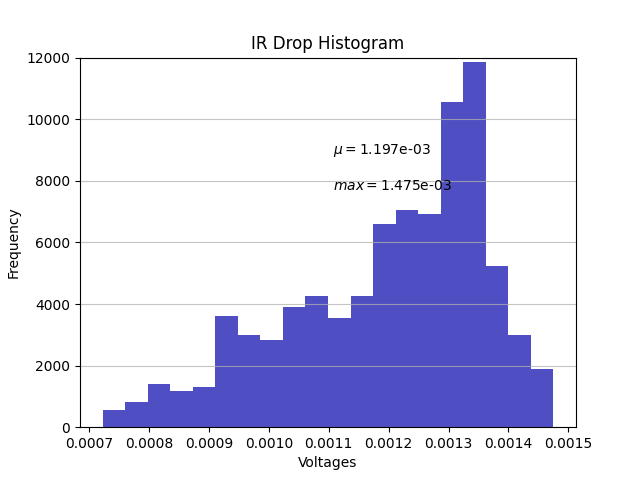 IR Drop Histogram
12000
10000
8000
6000
4000
2000
0
Frequency
μ = 1.197e-03
max = 1.475e-03
0.0007 0.0008 0.0009 0.0010 0.0011 0.0012 0.0013 0.0014 0.0015
Voltages